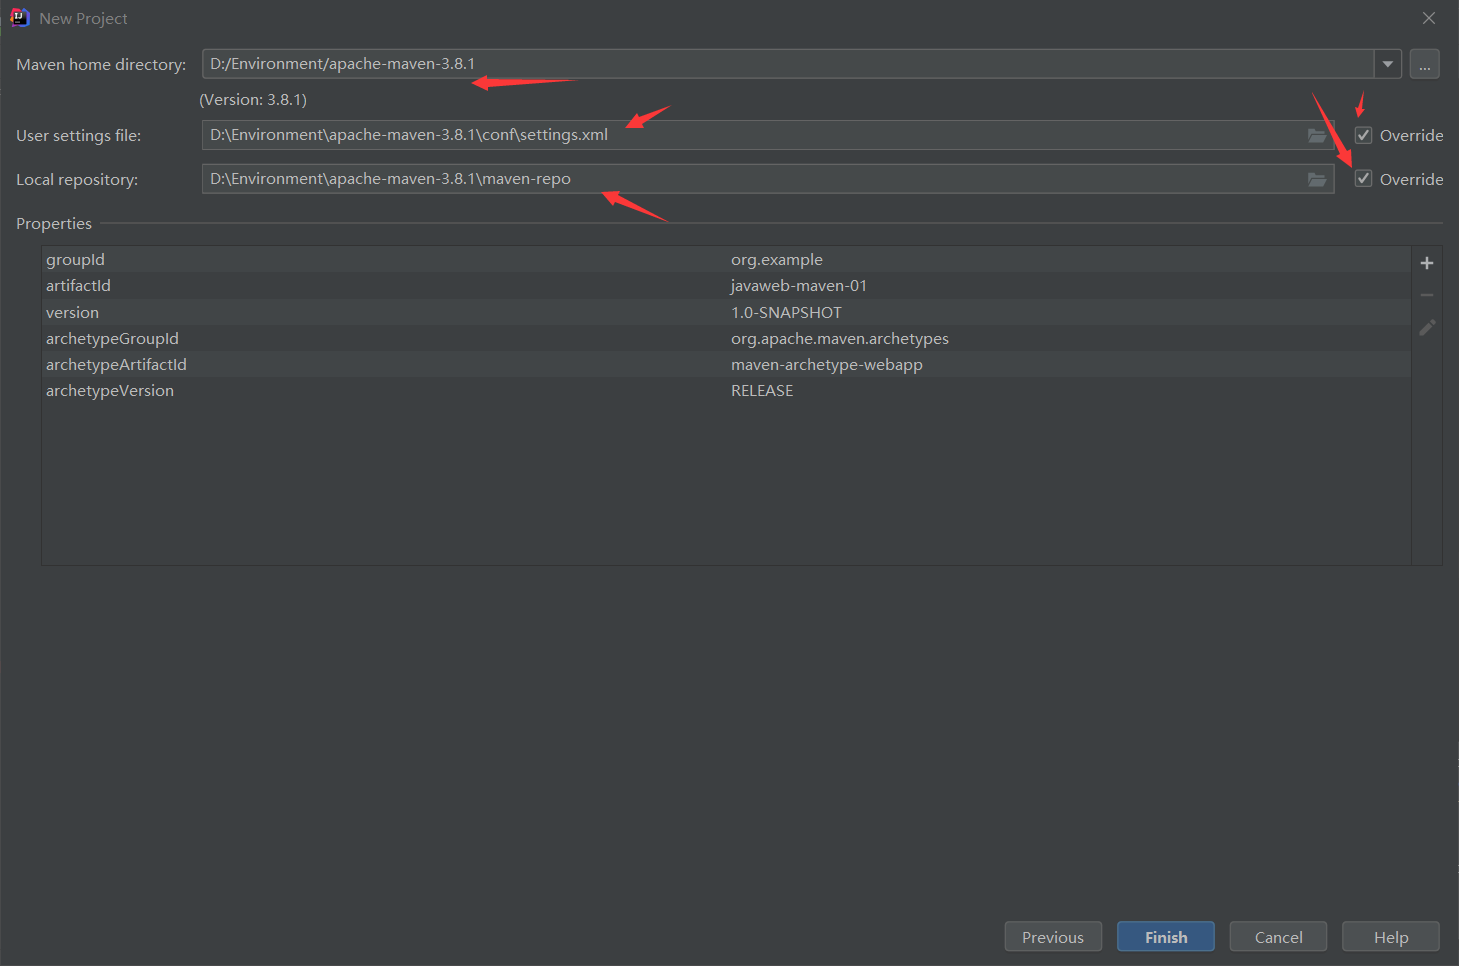 New Project
Maven home directory: D:/Environment/apache-maven-3.8.1 ...
(Version: 3.8.1)
User settings file: D:\Environment\apache-maven-3.8.1\conf\settings.xml Override
Local repository: D:\Environment\apache-maven-3.8.1\maven-repo Override
Properties
groupId org.example
artifactId javaweb-maven-01
version 1.0-SNAPSHOT
archetypeGroupId org.apache.maven.archetypes
archetypeArtifactId maven-archetype-webapp
archetypeVersion RELEASE
Previous Finish Cancel Help